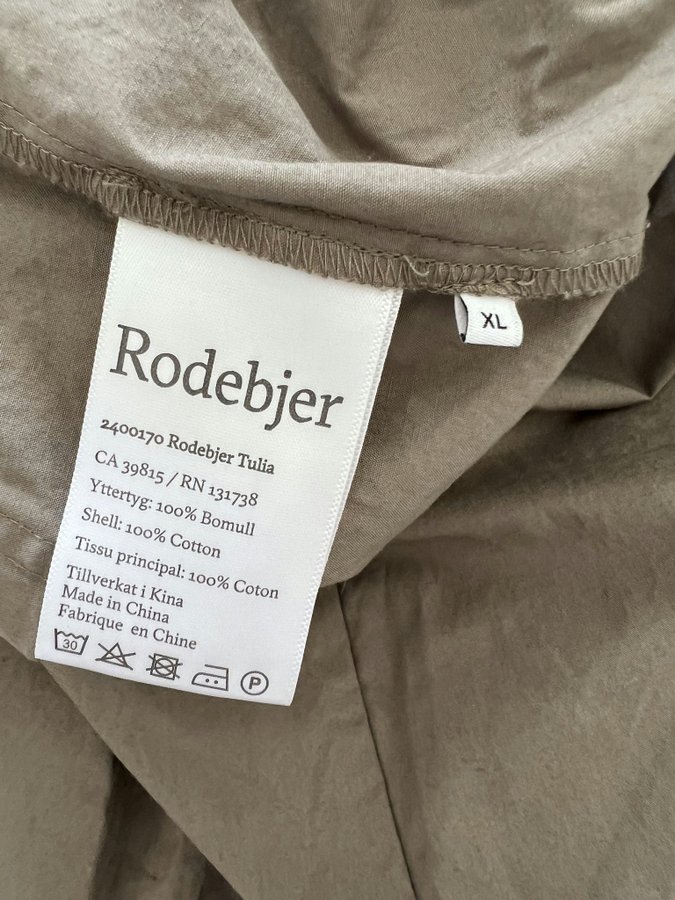 Rodebjer
2400170 Rodebjer Tulia
CA 39815 / RN 131738
Yttertyg: 100% Bomull
Shell: 100% Cotton
Tissu principal: 100% Coton
Tillverkat i Kina
Made in China
Fabrique en Chine
30
P
XL